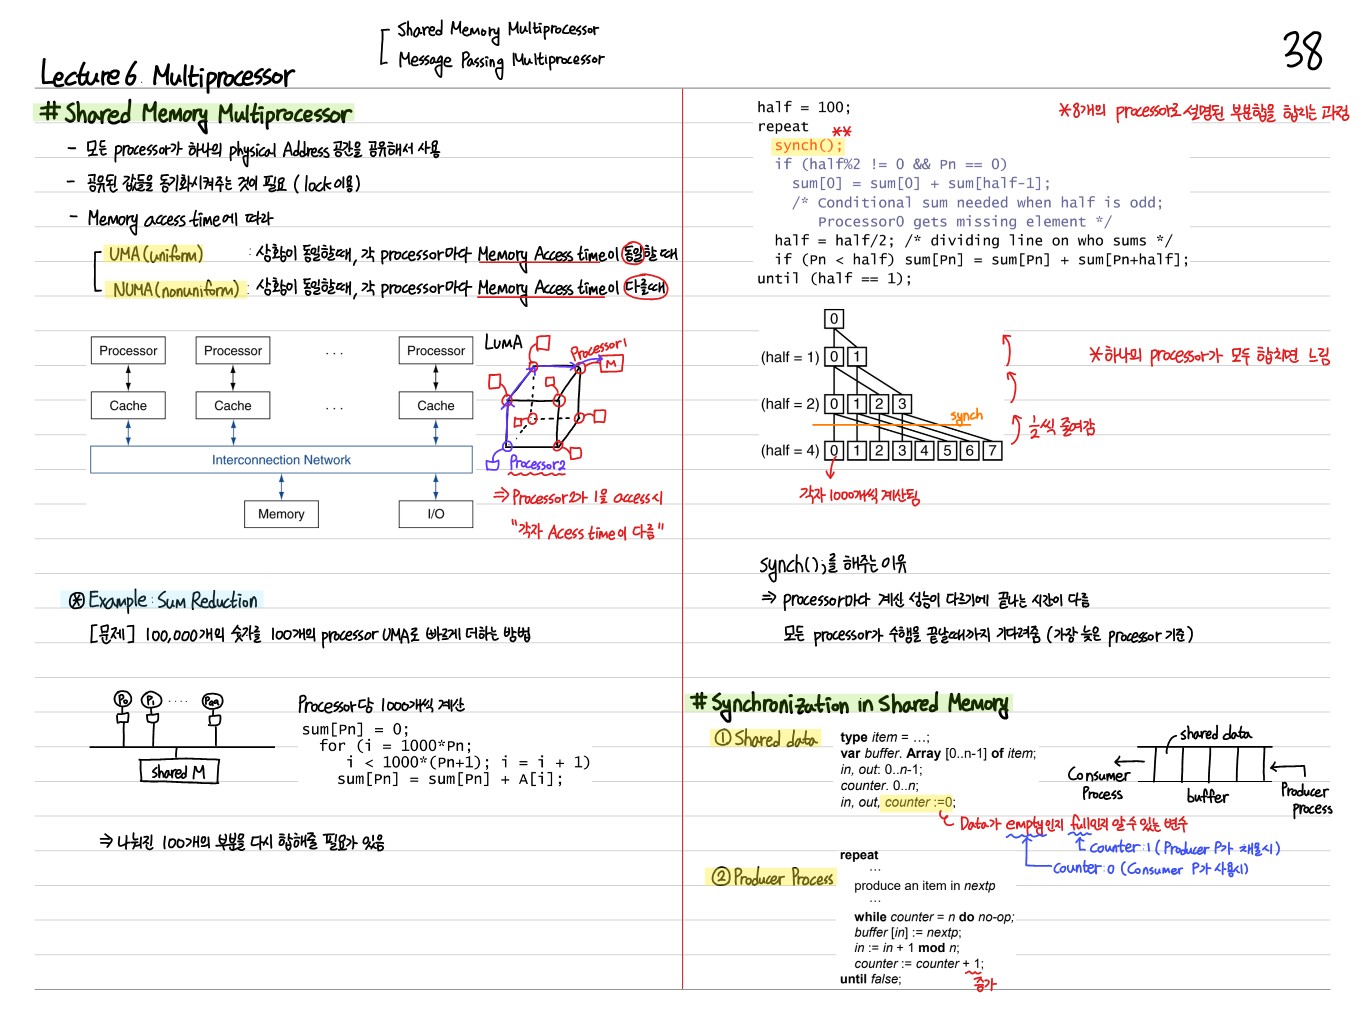 Shared Memory Multiprocessor
Message Passing Multiprocessor
38
Lecture 6. Multiprocessor
# Shared Memory Multiprocessor
- 모든 processor가 하나의 physical Address 공간을 공유해서 사용
- 공유된 값들을 동기화시켜주는 것이 필요 (lock 이용)
- Memory access time에 따라
UMA (uniform) : 상황이 동일할때, 각 processor마다 Memory Access time이 동일할때
NUMA (nonuniform) : 상황이 동일할때, 각 processor마다 Memory Access time이 다를때
Processor Processor ... Processor
Cache Cache ... Cache
Interconnection Network
Memory I/O
LUMA
Processor1
M
Processor2
⇒ Processor2가 1을 access시
"각자 Acess time이 다름"
⊛ Example : Sum Reduction
[문제] 100,000개의 숫자를 100개의 processor UMA로 빠르게 더하는 방법
P0 P1 .... P99
shared M
Processor당 1000개씩 계산
sum[Pn] = 0;
for (i = 1000*Pn;
i < 1000*(Pn+1); i = i + 1)
sum[Pn] = sum[Pn] + A[i];
⇒ 나눠진 100개의 부분을 다시 합해줄 필요가 있음
half = 100;
repeat
**
synch();
if (half%2 != 0 && Pn == 0)
sum[0] = sum[0] + sum[half-1];
/* Conditional sum needed when half is odd;
Processor0 gets missing element */
half = half/2; /* dividing line on who sums */
if (Pn < half) sum[Pn] = sum[Pn] + sum[Pn+half];
until (half == 1);
*8개의 processor로 설명된 부분합을 합치는 과정
0
(half = 1) 0 1
*하나의 processor가 모두 합치면 느림
(half = 2) 0 1 2 3
synch
1/2씩 줄여감
(half = 4) 0 1 2 3 4 5 6 7
각자 1000개씩 계산됨
synch();를 해주는 이유
⇒ processor마다 계산 성능이 다르기에 끝나는 시간이 다름
모든 processor가 수행을 끝날때까지 기다려줌 (가장 늦은 processor 기준)
# Synchronization in Shared Memory
① Shared data
type item = ...;
var buffer. Array [0..n-1] of item;
in, out: 0..n-1;
counter. 0..n;
in, out, counter :=0;
shared data
Consumer Process
buffer
Producer process
Data가 empty인지 full인지 알 수 있는 변수
counter:1 (Producer P가 채울시)
counter:0 (Consumer P가 사용시)
② Producer Process
repeat
...
produce an item in nextp
...
while counter = n do no-op;
buffer [in] := nextp;
in := in + 1 mod n;
counter := counter + 1;
until false;
증가